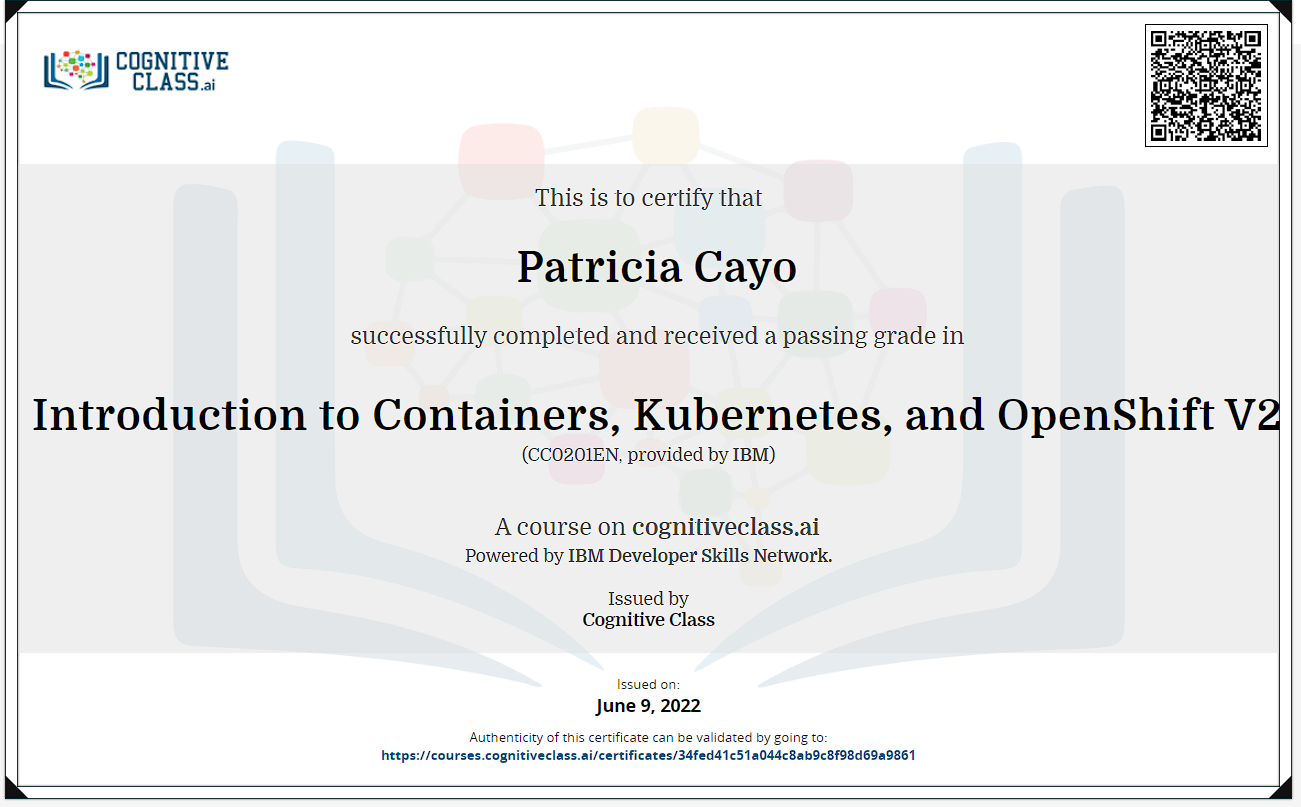 COGNITIVE
CLASS.ai
This is to certify that
Patricia Cayo
successfully completed and received a passing grade in
Introduction to Containers, Kubernetes, and OpenShift V2
(CC0201EN, provided by IBM)
A course on cognitiveclass.ai
Powered by IBM Developer Skills Network.
Issued by
Cognitive Class
Issued on:
June 9, 2022
Authenticity of this certificate can be validated by going to:
https://courses.cognitiveclass.ai/certificates/34fed41c51a044c8ab9c8f98d69a9861